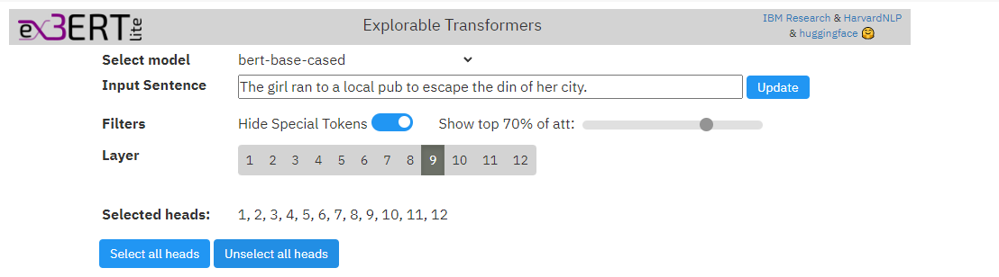 exBERT lite
Explorable Transformers
IBM Research & HarvardNLP
& huggingface 🤗
Select model bert-base-cased
Input Sentence The girl ran to a local pub to escape the din of her city. Update
Filters Hide Special Tokens Show top 70% of att:
Layer 1 2 3 4 5 6 7 8 9 10 11 12
Selected heads: 1, 2, 3, 4, 5, 6, 7, 8, 9, 10, 11, 12
Select all heads Unselect all heads